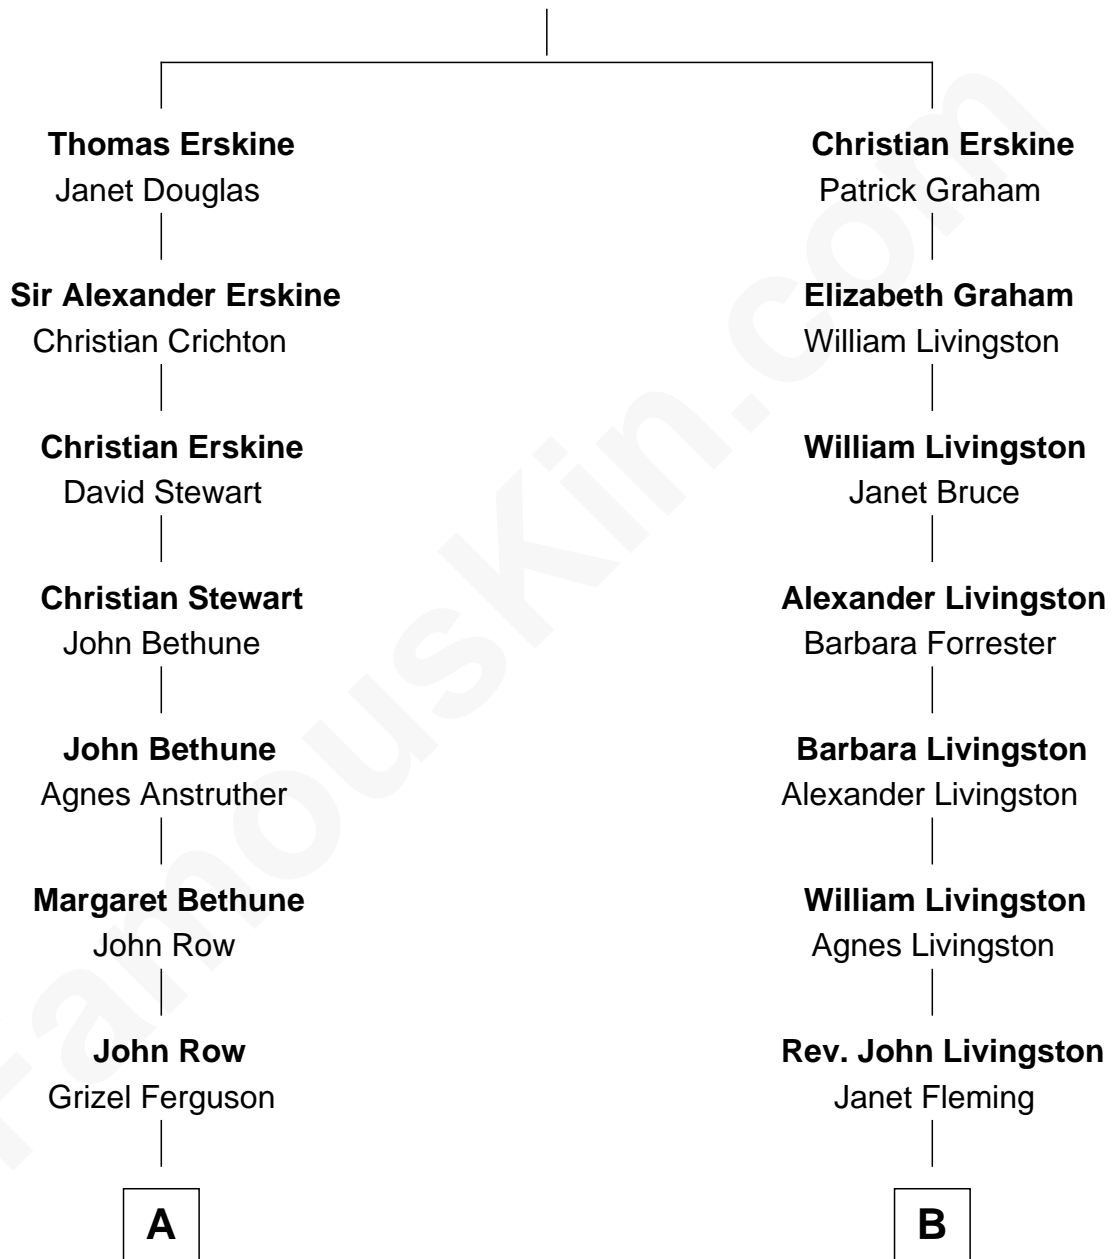 Thomas Erskine
Janet Douglas
Christian Erskine
Patrick Graham
Sir Alexander Erskine
Christian Crichton
Elizabeth Graham
William Livingston
Christian Erskine
David Stewart
William Livingston
Janet Bruce
Christian Stewart
John Bethune
Alexander Livingston
Barbara Forrester
John Bethune
Agnes Anstruther
Barbara Livingston
Alexander Livingston
Margaret Bethune
John Row
William Livingston
Agnes Livingston
John Row
Grizel Ferguson
Rev. John Livingston
Janet Fleming
A
B
FamousKin.com